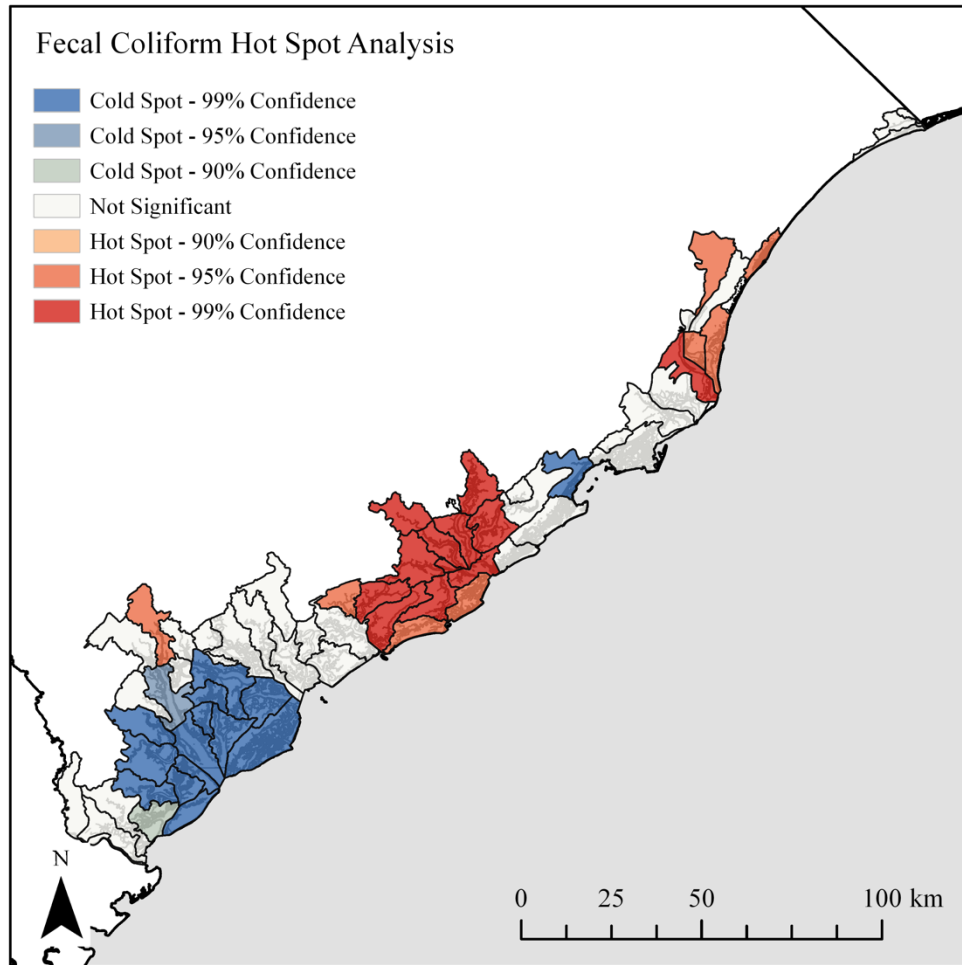 Fecal Coliform Hot Spot Analysis
Cold Spot - 99% Confidence
Cold Spot - 95% Confidence
Cold Spot - 90% Confidence
Not Significant
Hot Spot - 90% Confidence
Hot Spot - 95% Confidence
Hot Spot - 99% Confidence
N
0 25 50 100 km